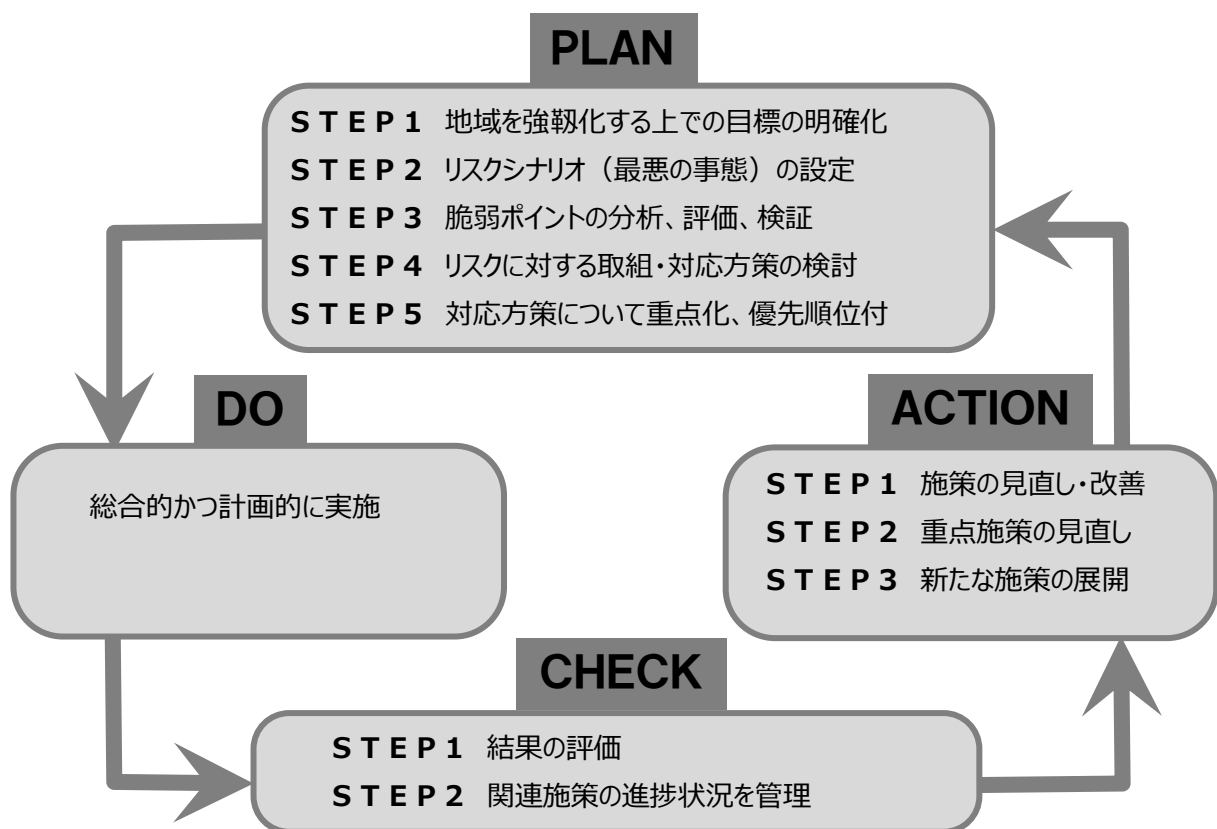 PLAN
ＳＴＥＰ１ 地域を強靱化する上での目標の明確化
ＳＴＥＰ２ リスクシナリオ（最悪の事態）の設定
ＳＴＥＰ３ 脆弱ポイントの分析、評価、検証
ＳＴＥＰ４ リスクに対する取組・対応方策の検討
ＳＴＥＰ５ 対応方策について重点化、優先順位付
DO
総合的かつ計画的に実施
CHECK
ＳＴＥＰ１ 結果の評価
ＳＴＥＰ２ 関連施策の進捗状況を管理
ACTION
ＳＴＥＰ１ 施策の見直し・改善
ＳＴＥＰ２ 重点施策の見直し
ＳＴＥＰ３ 新たな施策の展開